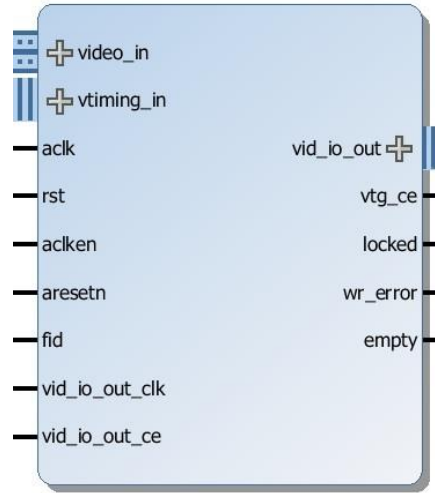 video_in
vtiming_in
aclk
rst
aclken
aresetn
fid
vid_io_out_clk
vid_io_out_ce
vid_io_out
vtg_ce
locked
wr_error
empty